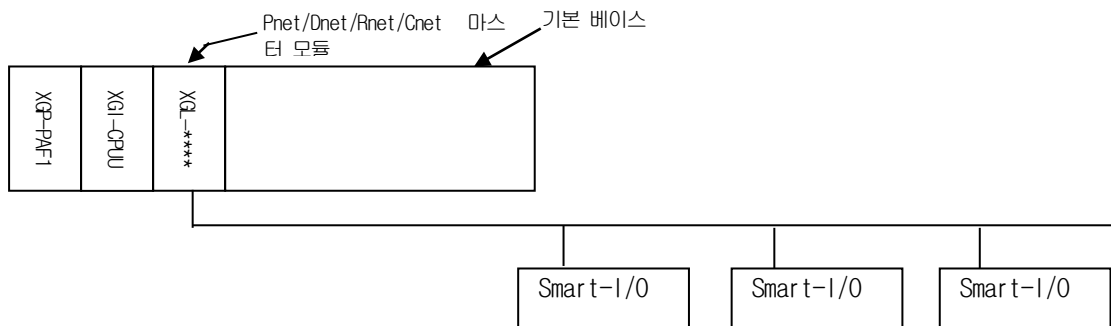 Pnet/Dnet/Rnet/Cnet 마스
터 모듈
기본 베이스
XGP-PAF1
XGI-CPUU
XGL-****
Smart-I/O
Smart-I/O
Smart-I/O